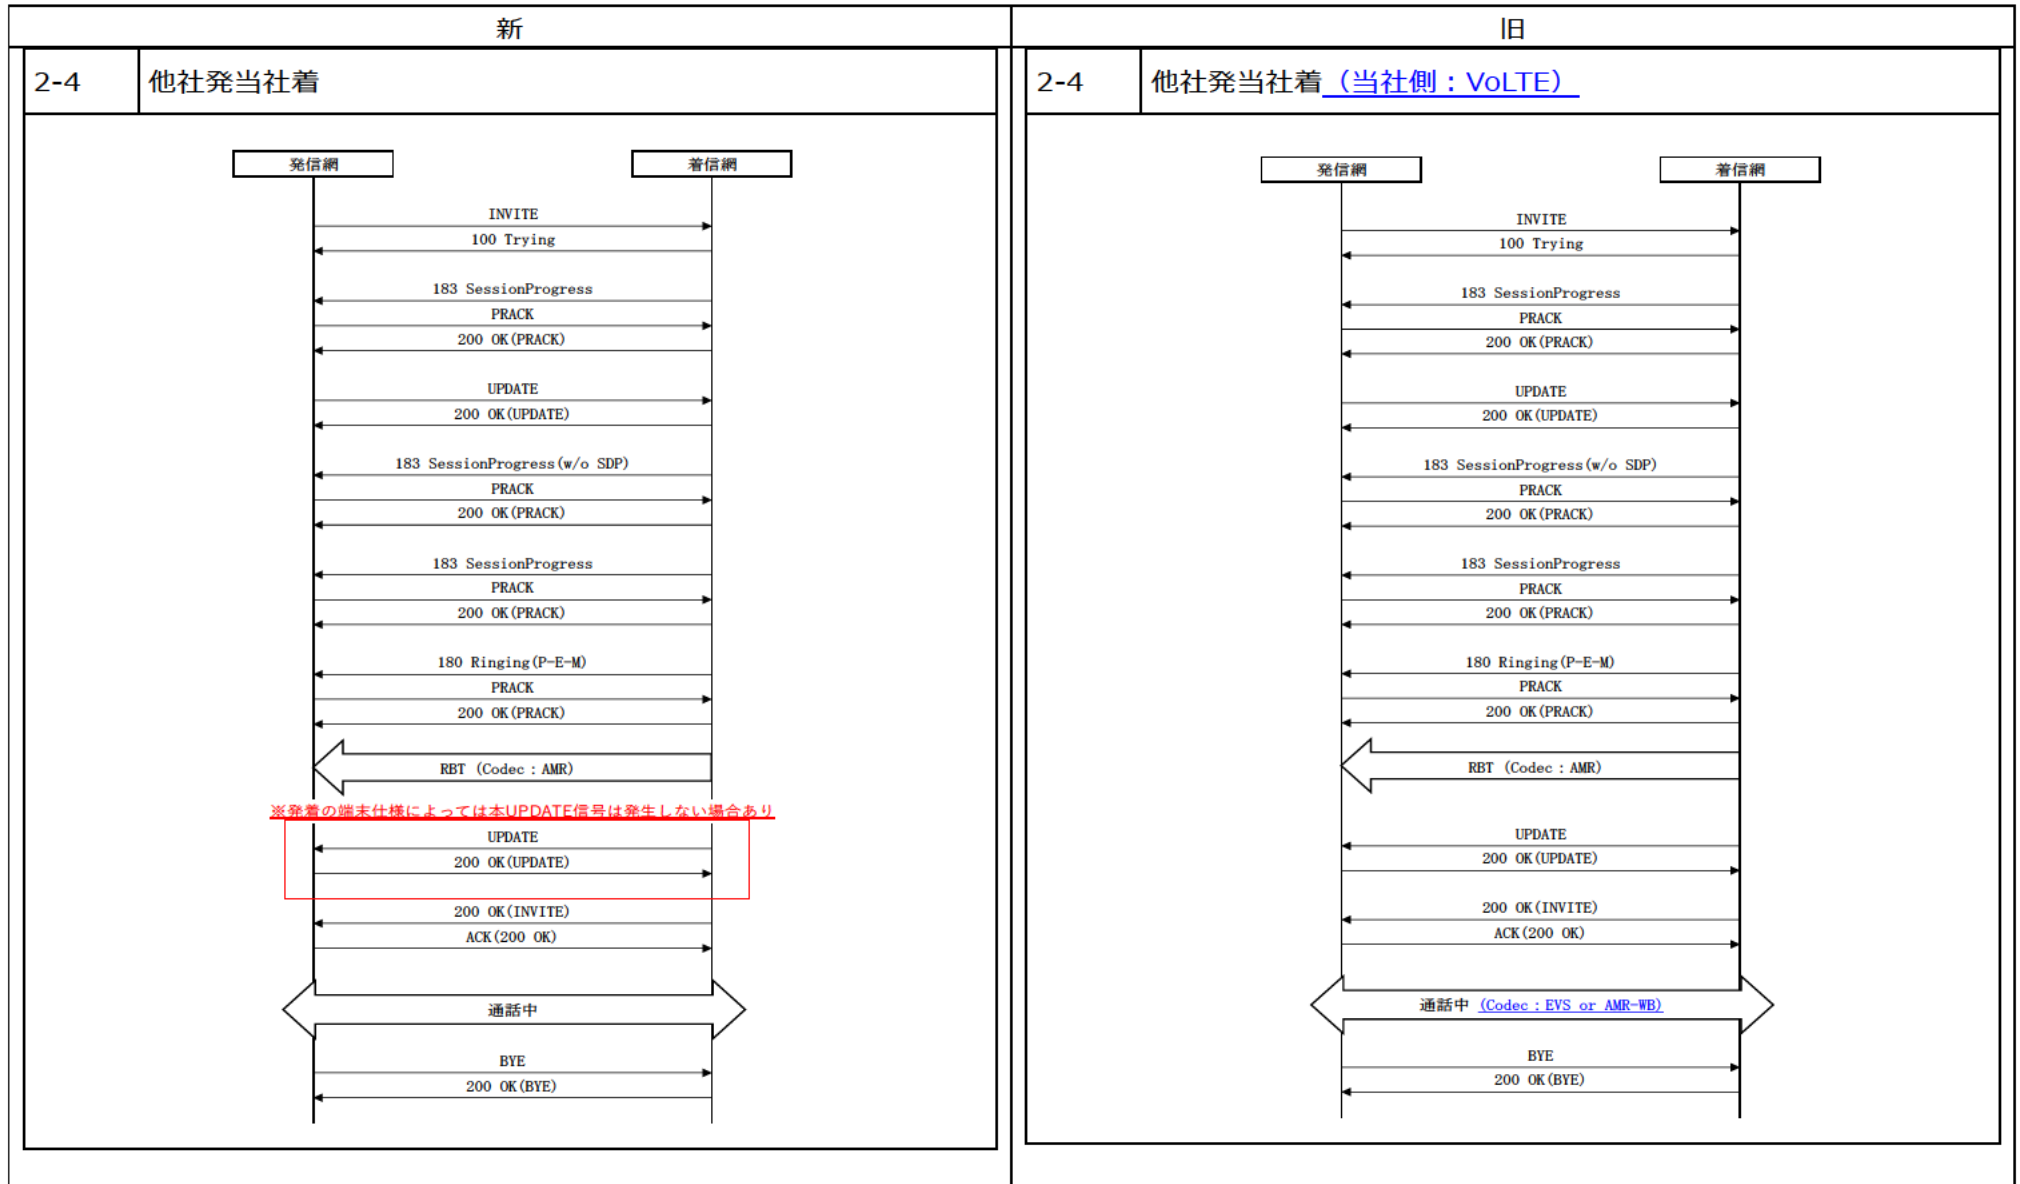 新
2-4 他社発当社着
発信網 着信網
INVITE
100 Trying
183 SessionProgress
PRACK
200 OK(PRACK)
UPDATE
200 OK(UPDATE)
183 SessionProgress(w/o SDP)
PRACK
200 OK(PRACK)
183 SessionProgress
PRACK
200 OK(PRACK)
180 Ringing(P-E-M)
PRACK
200 OK(PRACK)
RBT (Codec：AMR)
※発着の端末仕様によっては本UPDATE信号は発生しない場合あり
UPDATE
200 OK(UPDATE)
200 OK(INVITE)
ACK(200 OK)
通話中
BYE
200 OK(BYE)
旧
2-4 他社発当社着（当社側：VoLTE）
発信網 着信網
INVITE
100 Trying
183 SessionProgress
PRACK
200 OK(PRACK)
UPDATE
200 OK(UPDATE)
183 SessionProgress(w/o SDP)
PRACK
200 OK(PRACK)
183 SessionProgress
PRACK
200 OK(PRACK)
180 Ringing(P-E-M)
PRACK
200 OK(PRACK)
RBT (Codec：AMR)
UPDATE
200 OK(UPDATE)
200 OK(INVITE)
ACK(200 OK)
通話中 (Codec：EVS or AMR-WB)
BYE
200 OK(BYE)